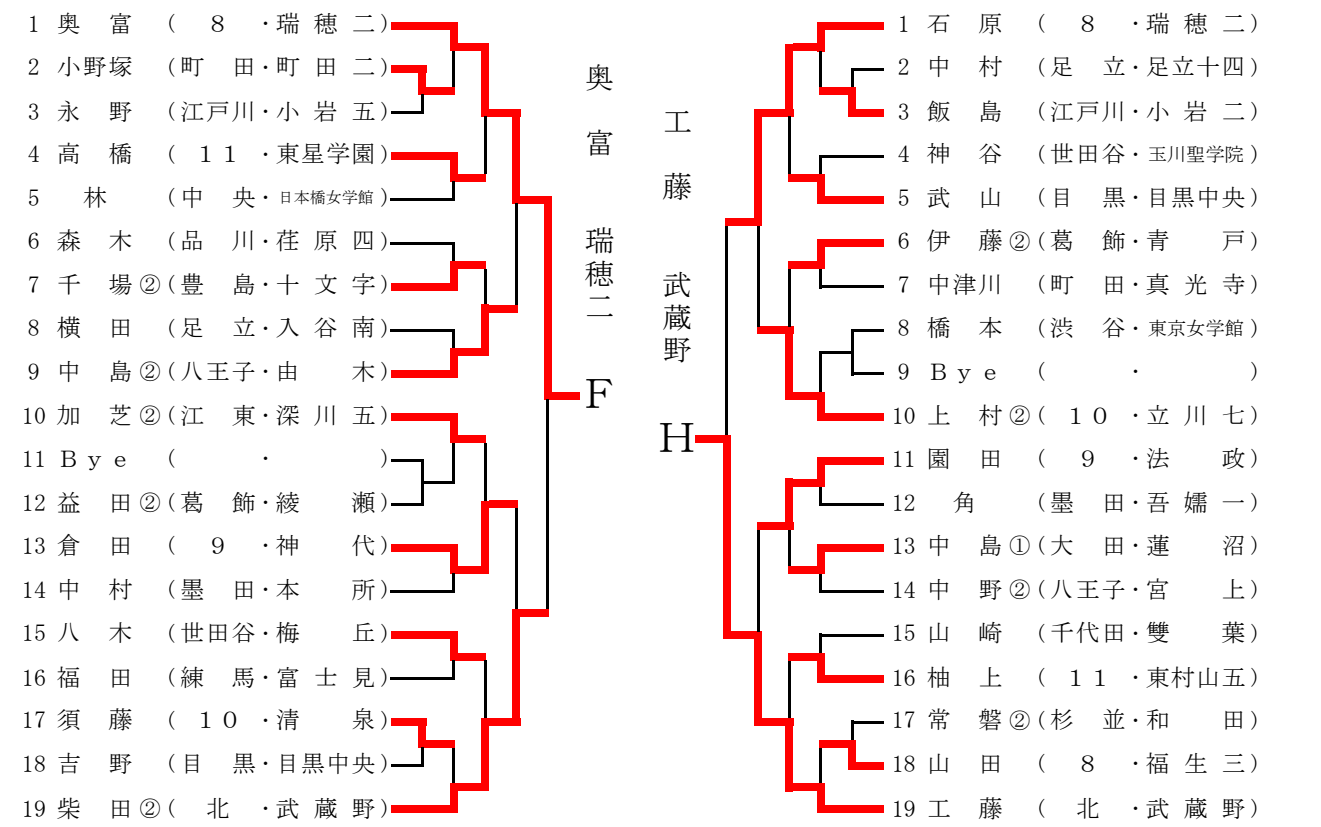 1 奥 富 ( 8 ・瑞 穂 二)
2 小野塚 (町 田・町 田 二)
3 永 野 (江戸川・小 岩 五)
4 高 橋 ( 11 ・東星学園)
5 林 (中 央・日本橋女学館)
6 森 木 (品 川・荏 原 四)
7 千 場②(豊 島・十 文 字)
8 横 田 (足 立・入 谷 南)
9 中 島②(八王子・由 木)
10 加 芝②(江 東・深 川 五)
11 Bye ( ・ )
12 益 田②(葛 飾・綾 瀬)
13 倉 田 ( 9 ・神 代)
14 中 村 (墨 田・本 所)
15 八 木 (世田谷・梅 丘)
16 福 田 (練 馬・富 士 見)
17 須 藤 ( 10 ・清 泉)
18 吉 野 (目 黒・目黒中央)
19 柴 田②( 北 ・武 蔵 野)
奥 富 瑞穂二
F
工 藤 武蔵野
H
1 石 原 ( 8 ・瑞 穂 二)
2 中 村 (足 立・足立十四)
3 飯 島 (江戸川・小 岩 二)
4 神 谷 (世田谷・玉川聖学院)
5 武 山 (目 黒・目黒中央)
6 伊 藤②(葛 飾・青 戸)
7 中津川 (町 田・真 光 寺)
8 橋 本 (渋 谷・東京女学館)
9 Bye ( ・ )
10 上 村②( 10 ・立 川 七)
11 園 田 ( 9 ・法 政)
12 角 (墨 田・吾 嬬 一)
13 中 島①(大 田・蓮 沼)
14 中 野②(八王子・宮 上)
15 山 崎 (千代田・雙 葉)
16 柚 上 ( 11 ・東村山五)
17 常 磐②(杉 並・和 田)
18 山 田 ( 8 ・福 生 三)
19 工 藤 ( 北 ・武 蔵 野)